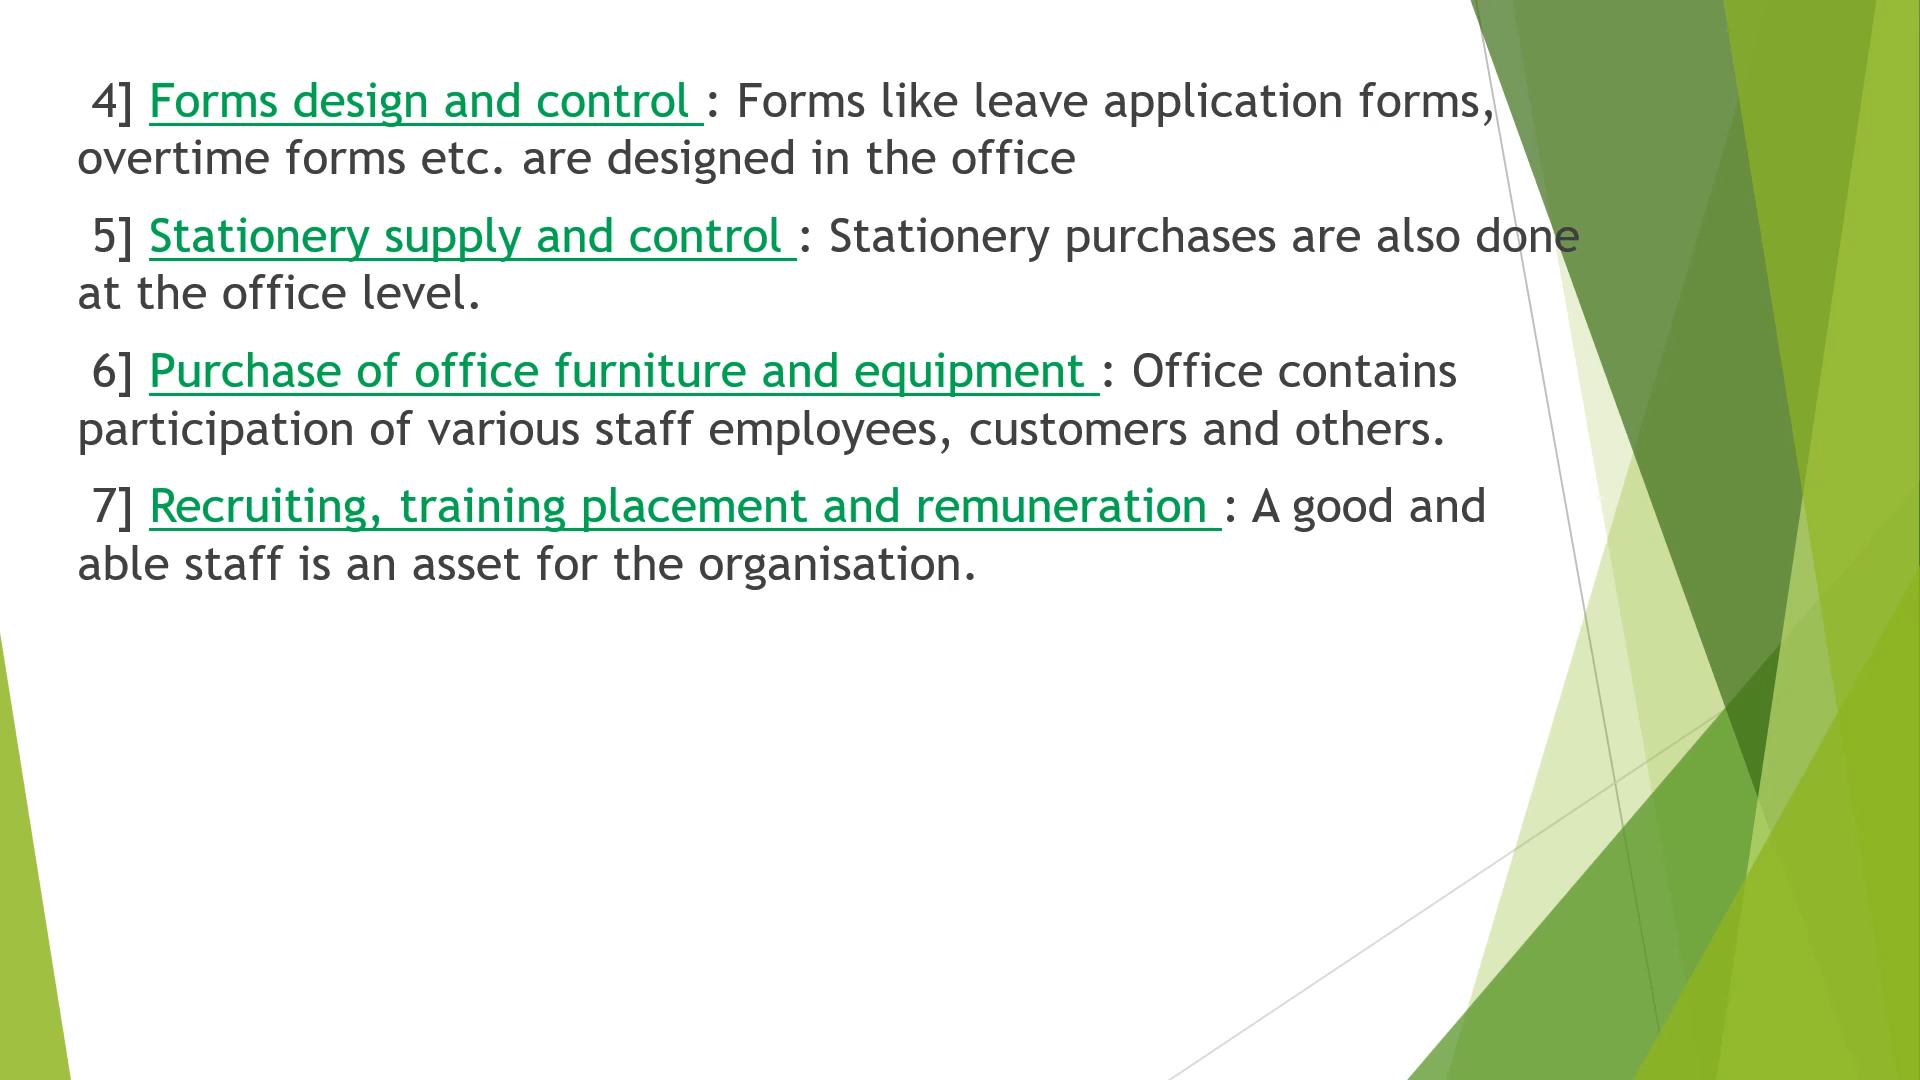 4] Forms design and control : Forms like leave application forms,
overtime forms etc. are designed in the office
5] Stationery supply and control : Stationery purchases are also done
at the office level.
6] Purchase of office furniture and equipment : Office contains
participation of various staff employees, customers and others.
7] Recruiting, training placement and remuneration : A good and
able staff is an asset for the organisation.